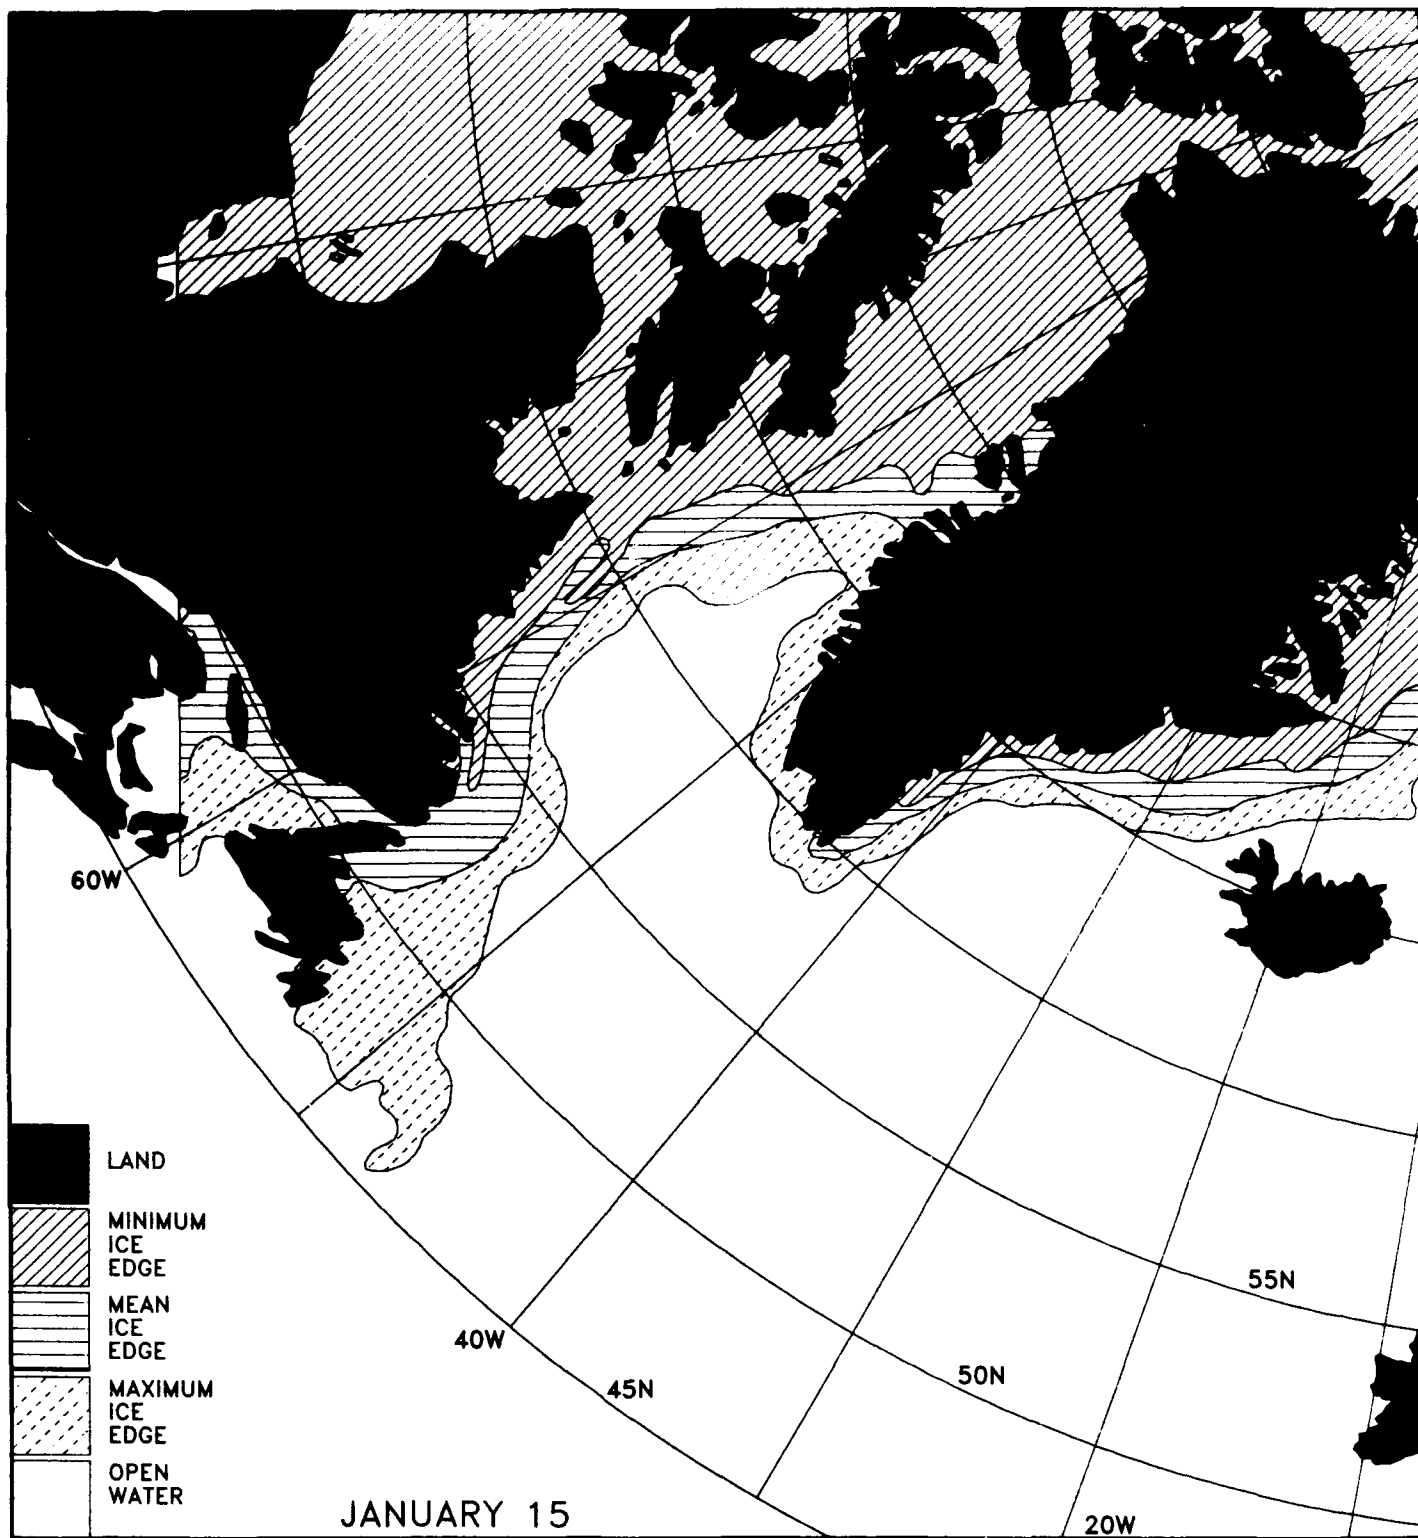 60W
LAND
MINIMUM
ICE
EDGE
MEAN
ICE
EDGE
MAXIMUM
ICE
EDGE
OPEN
WATER
55N
40W
50N
45N
JANUARY 15
20W